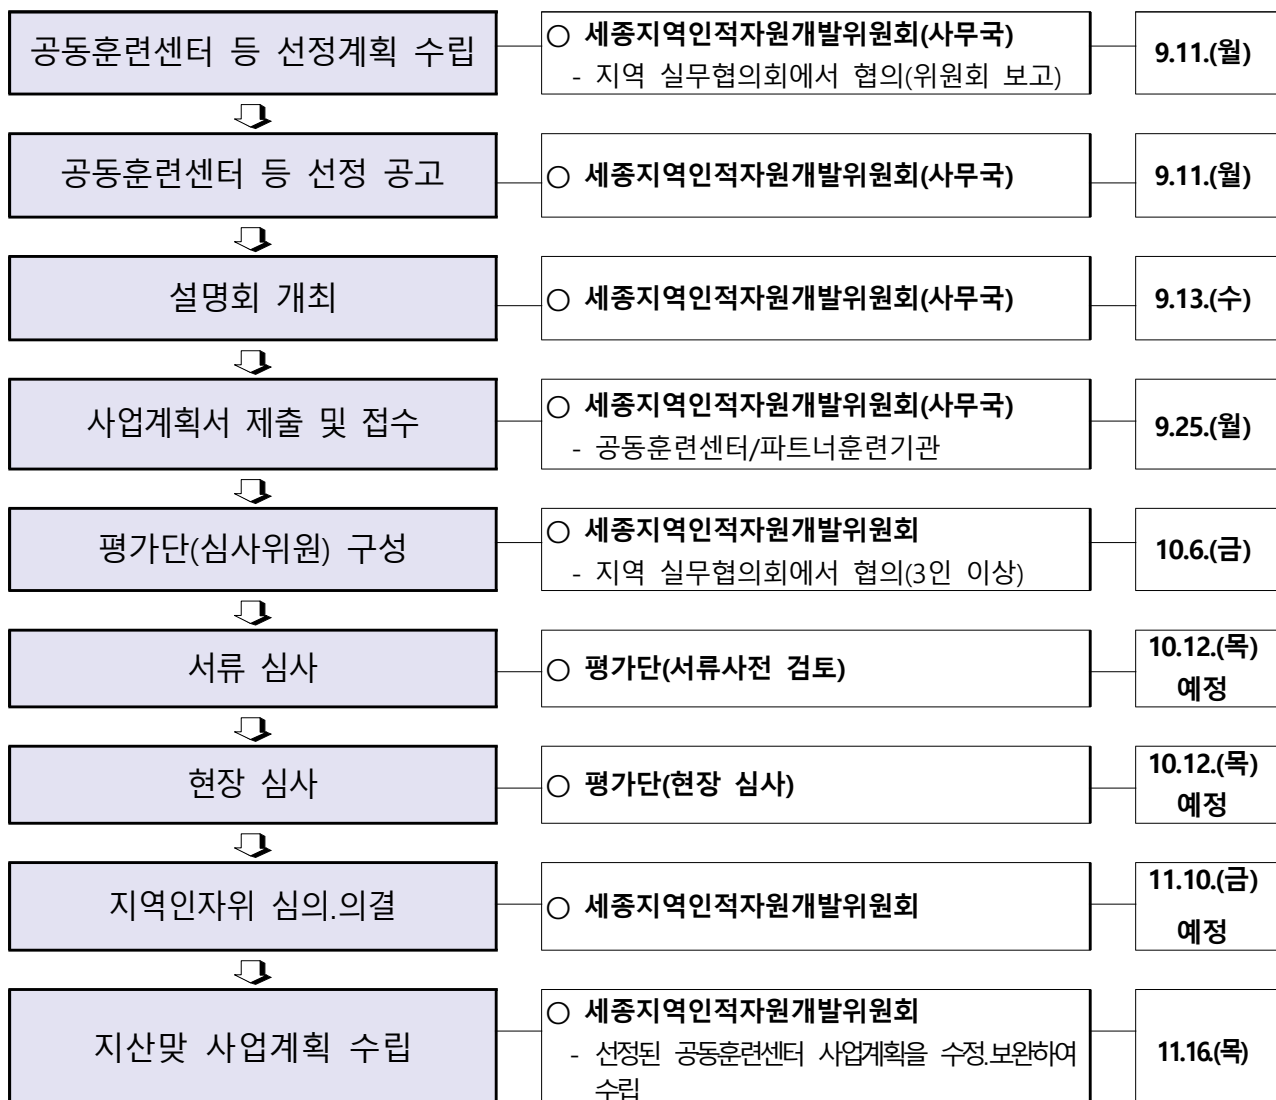 공동훈련센터 등 선정계획 수립
○ 세종지역인적자원개발위원회(사무국)
- 지역 실무협의회에서 협의(위원회 보고)
9.11.(월)
공동훈련센터 등 선정 공고
○ 세종지역인적자원개발위원회(사무국)
9.11.(월)
설명회 개최
○ 세종지역인적자원개발위원회(사무국)
9.13.(수)
사업계획서 제출 및 접수
○ 세종지역인적자원개발위원회(사무국)
- 공동훈련센터/파트너훈련기관
9.25.(월)
평가단(심사위원) 구성
○ 세종지역인적자원개발위원회
- 지역 실무협의회에서 협의(3인 이상)
10.6.(금)
서류 심사
○ 평가단(서류사전 검토)
10.12.(목)
예정
현장 심사
○ 평가단(현장 심사)
10.12.(목)
예정
지역인자위 심의.의결
○ 세종지역인적자원개발위원회
11.10.(금)
예정
지산맞 사업계획 수립
○ 세종지역인적자원개발위원회
- 선정된 공동훈련센터 사업계획을 수정.보완하여
수립
11.16.(목)